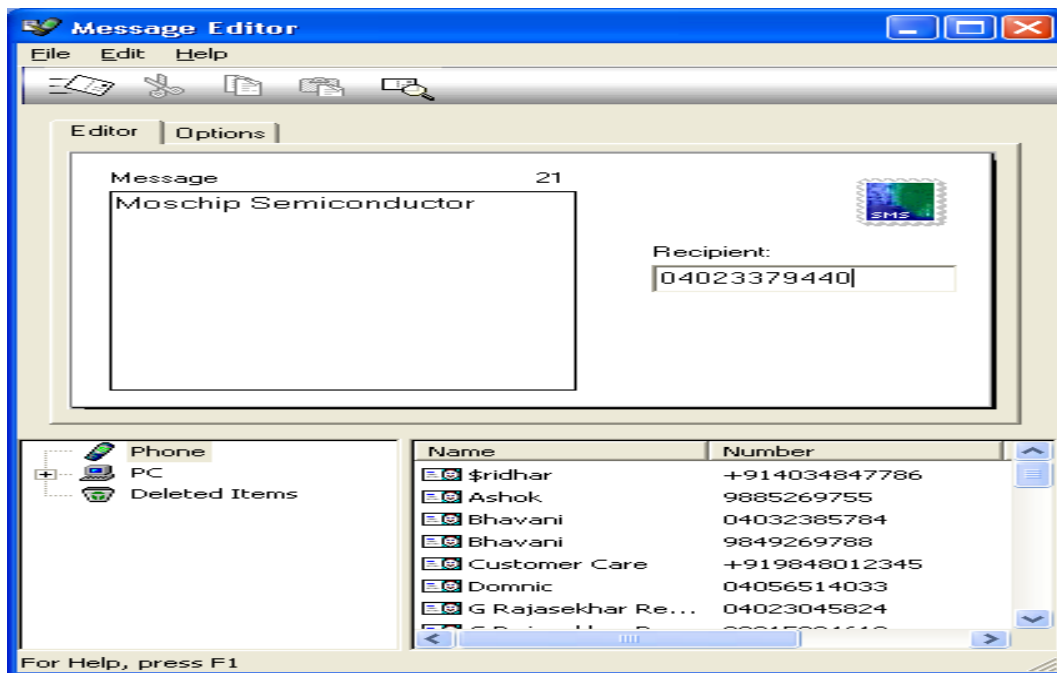 Message Editor
File Edit Help
Editor Options
Message 21
Moschip Semiconductor
SMS
Recipient:
04023379440
Phone
PC
Deleted Items
Name Number
$ridhar +914034847786
Ashok 9885269755
Bhavani 04032385784
Bhavani 9849269788
Customer Care +919848012345
Domnic 04056514033
G Rajasekhar Re... 04023045824
For Help, press F1